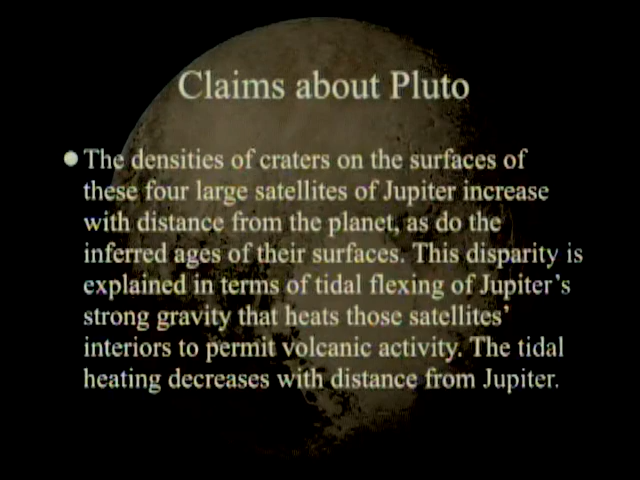 Claims about Pluto
The densities of craters on the surfaces of
these four large satellites of Jupiter increase
with distance from the planet, as do the
inferred ages of their surfaces. This disparity is
explained in terms of tidal flexing of Jupiter's
strong gravity that heats those satellites'
interiors to permit volcanic activity. The tidal
heating decreases with distance from Jupiter.